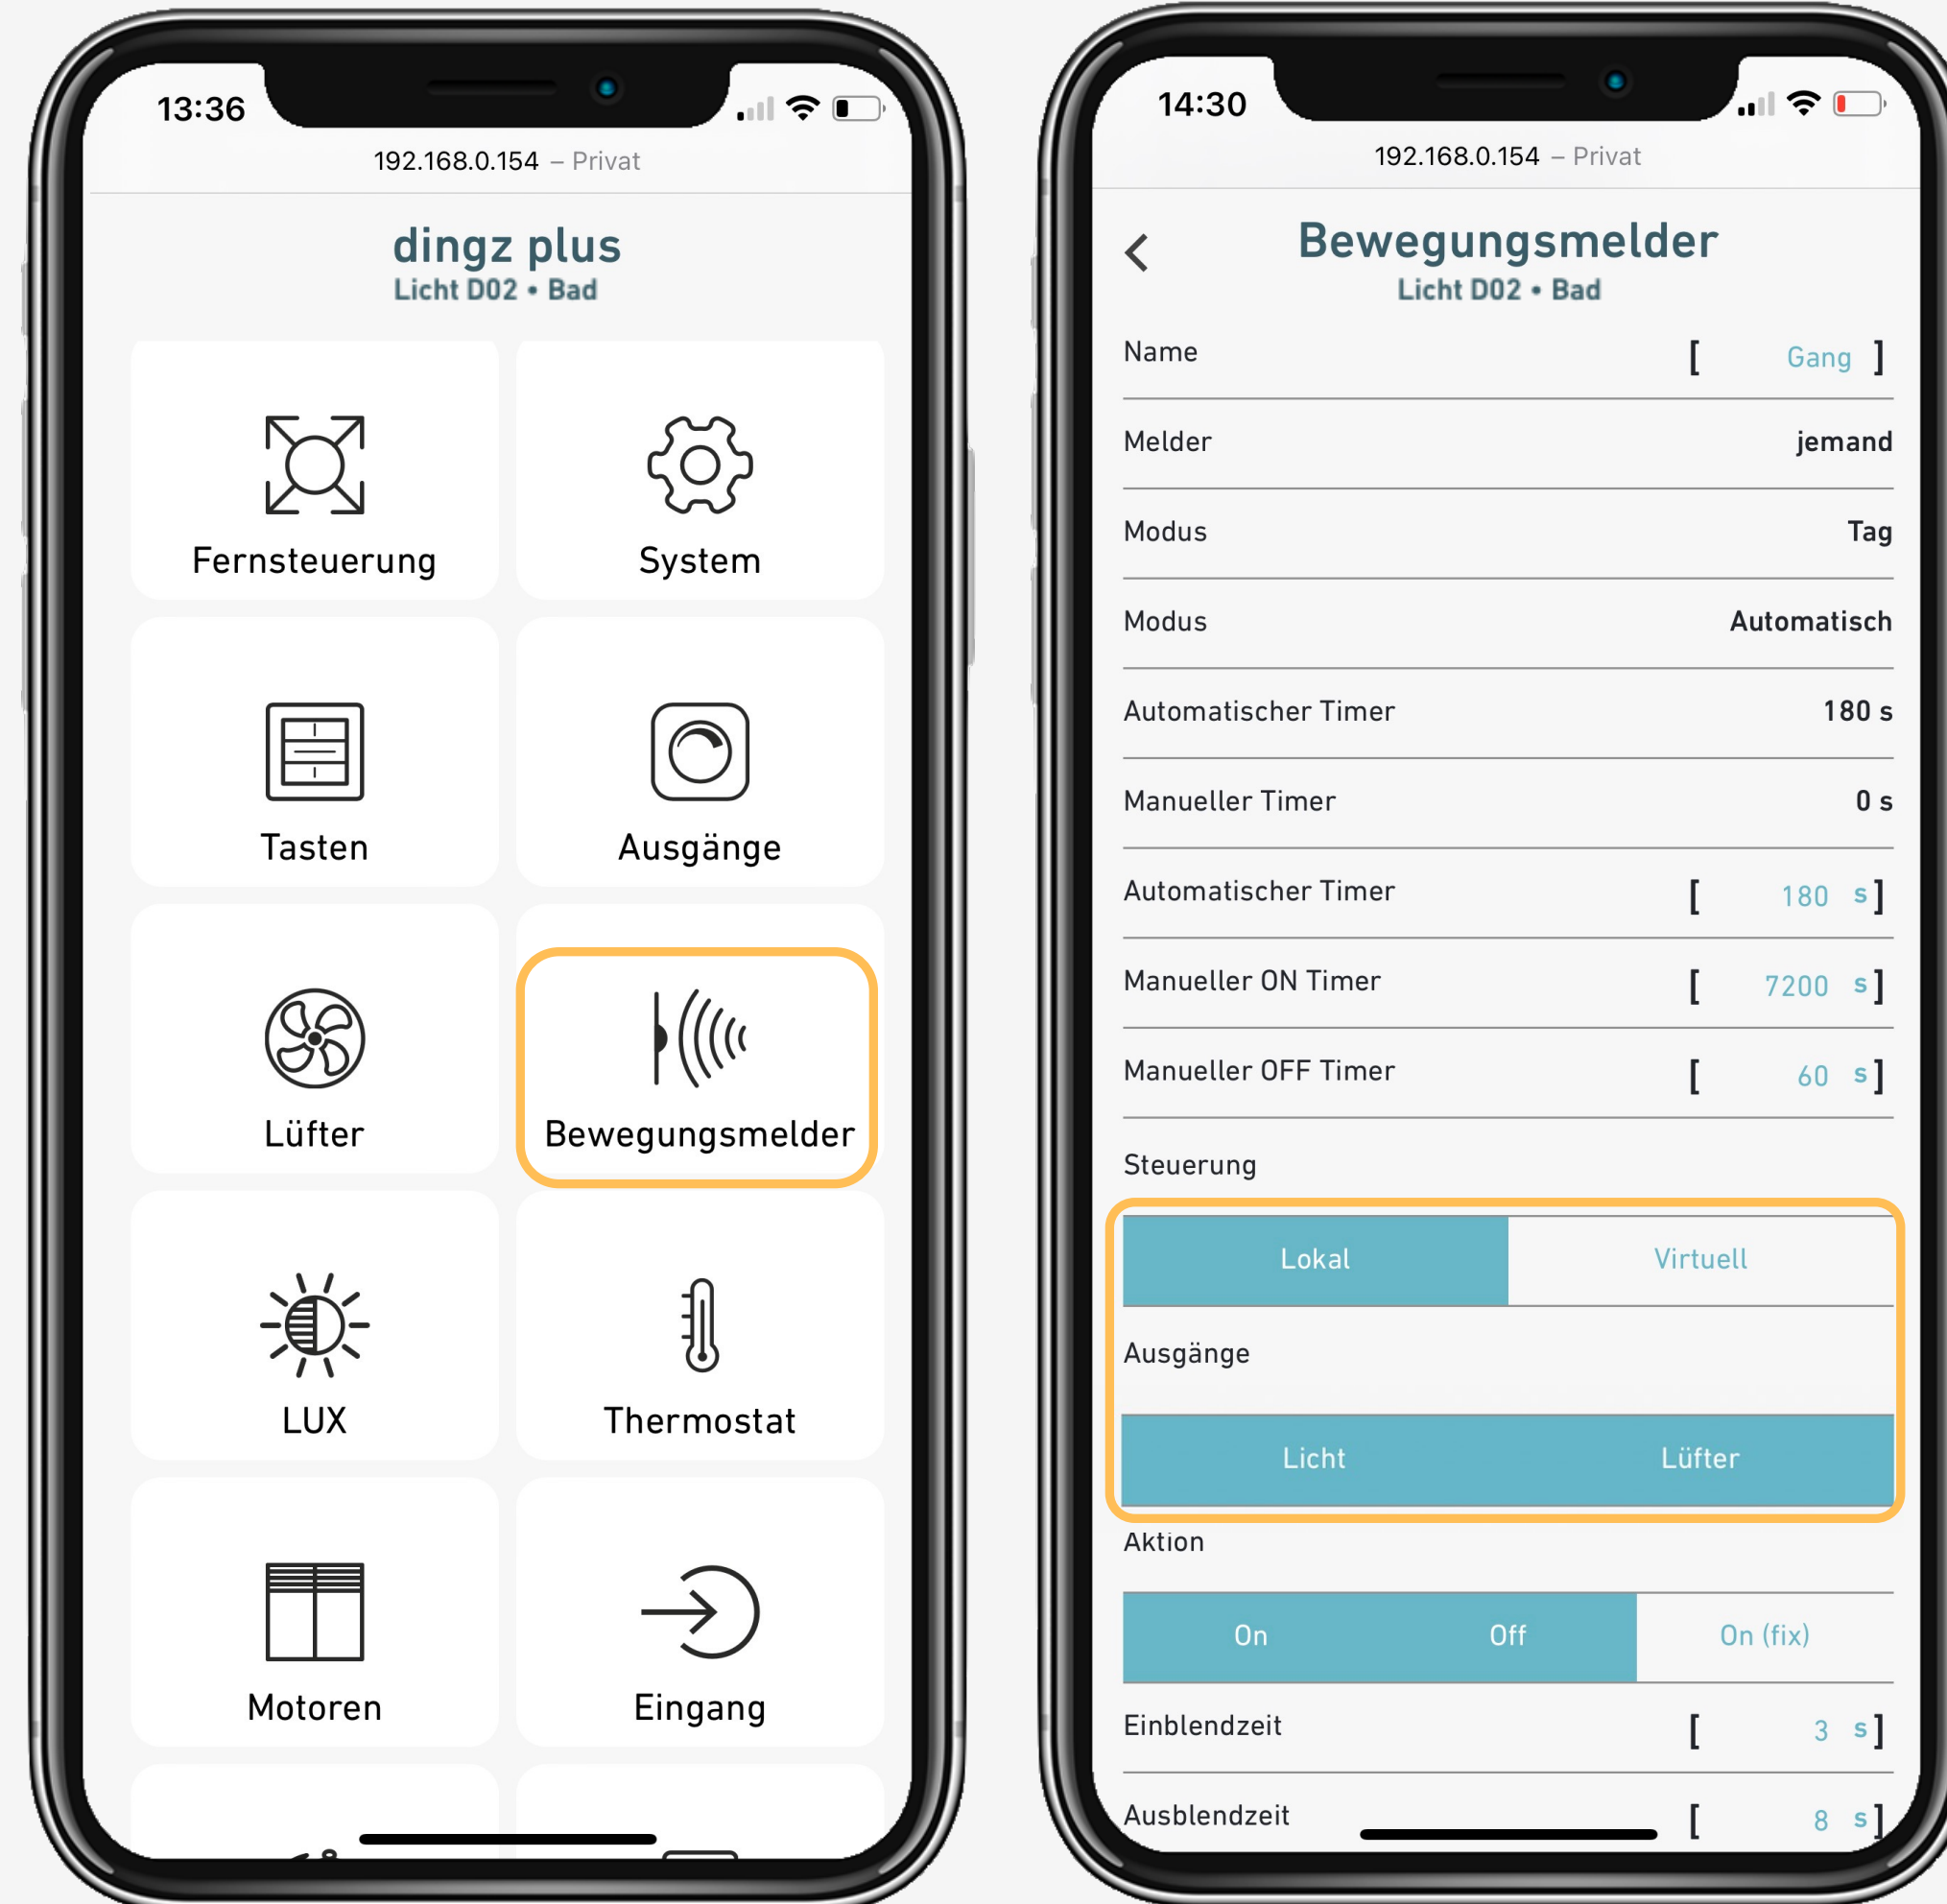 13:36
192.168.0.154 – Privat
dingz plus
Licht D02 • Bad
Fernsteuerung
System
Tasten
Ausgänge
Lüfter
Bewegungsmelder
LUX
Thermostat
Motoren
Eingang
14:30
192.168.0.154 – Privat
Bewegungsmelder
Licht D02 • Bad
Name [ Gang ]
Melder jemand
Modus Tag
Modus Automatisch
Automatischer Timer 180 s
Manueller Timer 0 s
Automatischer Timer [ 180 s]
Manueller ON Timer [ 7200 s]
Manueller OFF Timer [ 60 s]
Steuerung
Lokal Virtuell
Ausgänge
Licht Lüfter
Aktion
On Off On (fix)
Einblendzeit [ 3 s]
Ausblendzeit [ 8 s]